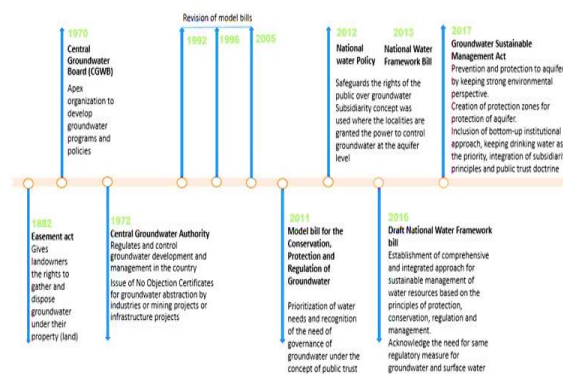 Revision of model bills
1970
Central
Groundwater
Board (CGWB)
Apex
organization to
develop
groundwater
programs and
policies
1992
1996
2005
2012
National
water Policy
2013
National Water
Framework Bill
Safeguards the rights of the
public over groundwater
Subsidiarity concept was
used where the localities are
granted the power to control
groundwater at the aquifer
level
2017
Groundwater Sustainable
Management Act
Prevention and protection to aquifer
by keeping strong environmental
perspective.
Creation of protection zones for
protection of aquifer.
Inclusion of bottom-up institutional
approach, keeping drinking water as
the priority, integration of subsidiar
principles and public trust doctrine
1882
Easement act
Gives
landowners
the rights to
gather and
dispose
groundwater
under their
property (land)
1972
Central Groundwater Authority
Regulates and control
groundwater development and
management in the country
Issue of No Objection Certificates
for groundwater abstraction by
industries or mining projects or
infrastructure projects
2011
Model bill for the
Conservation,
Protection and
Regulation of
Groundwater
Prioritization of water
needs and recognition
of the need of
governance of
groundwater under the
concept of public trust
2016
Draft National Water Framework
bill
Establishment of comprehensive
and integrated approach for
sustainable management of
water resources based on the
principles of protection,
conservation, regulation and
management.
Acknowledge the need for same
regulatory measure for
groundwater and surface water